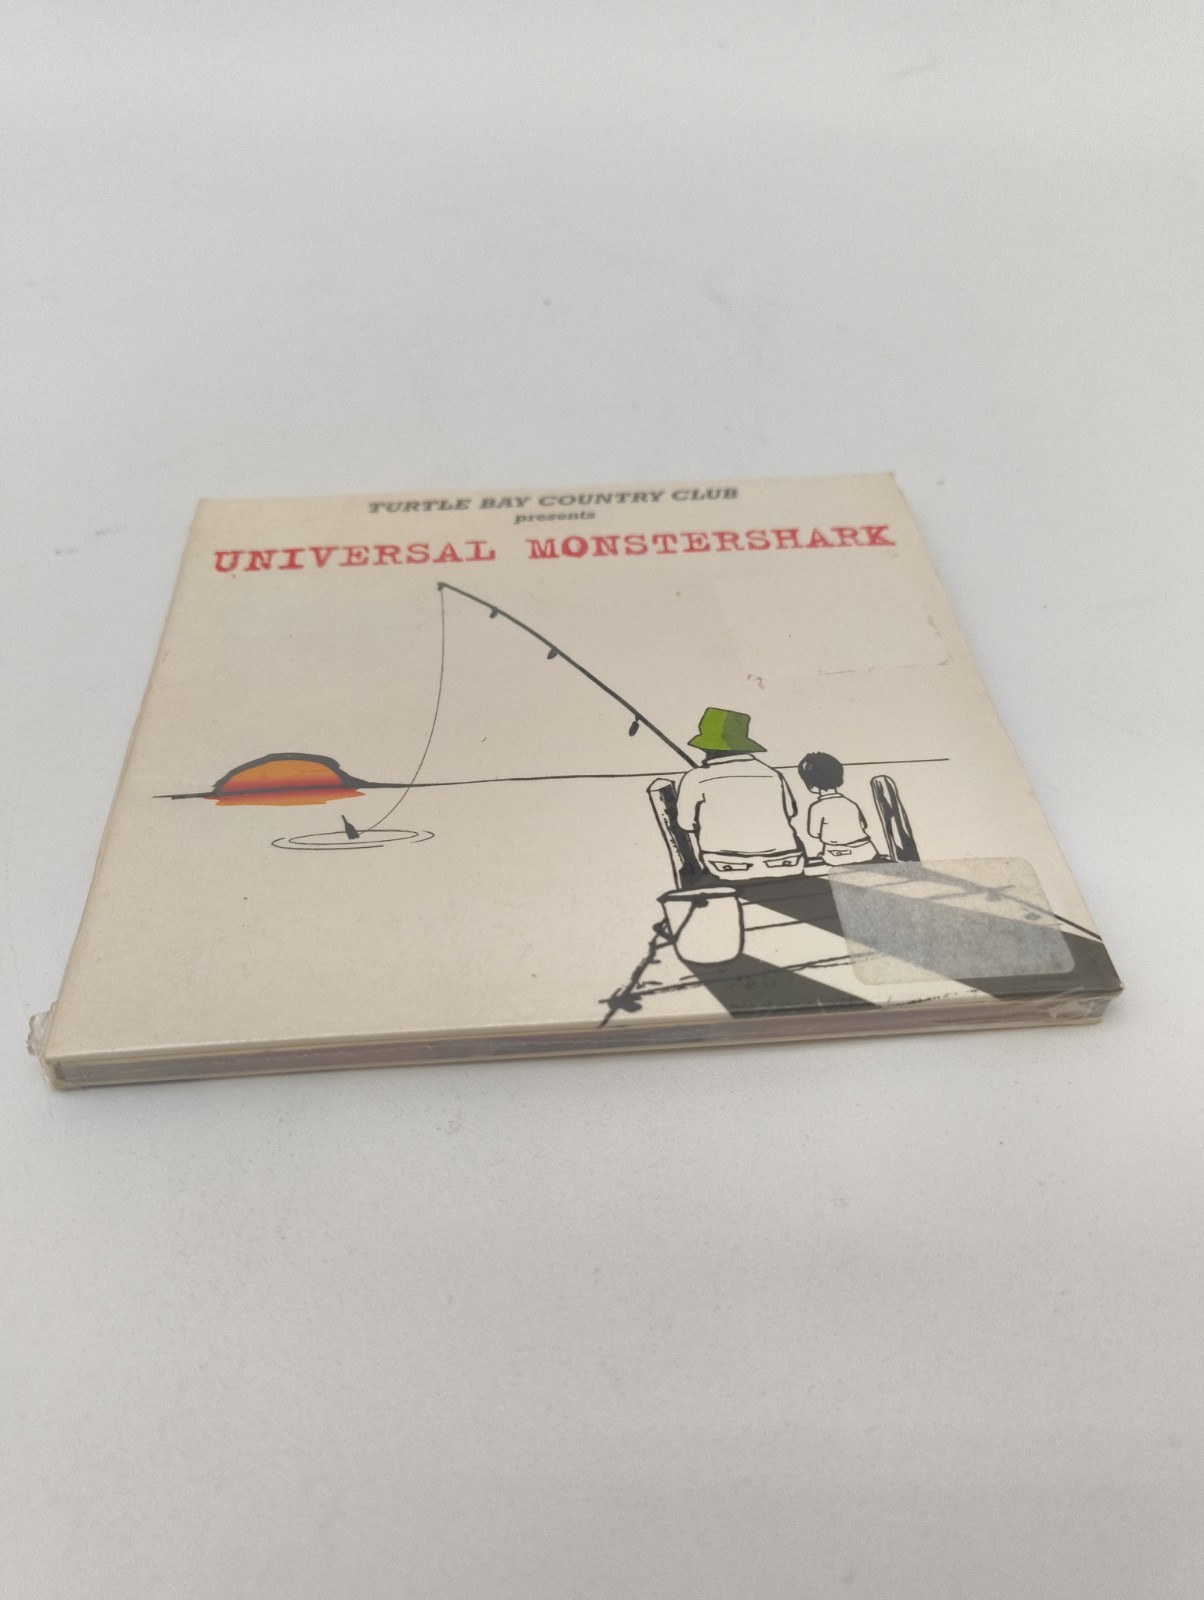 TURTLE BAY COUNTRY CLUB
presents
UNIVERSAL MONSTERSHARK